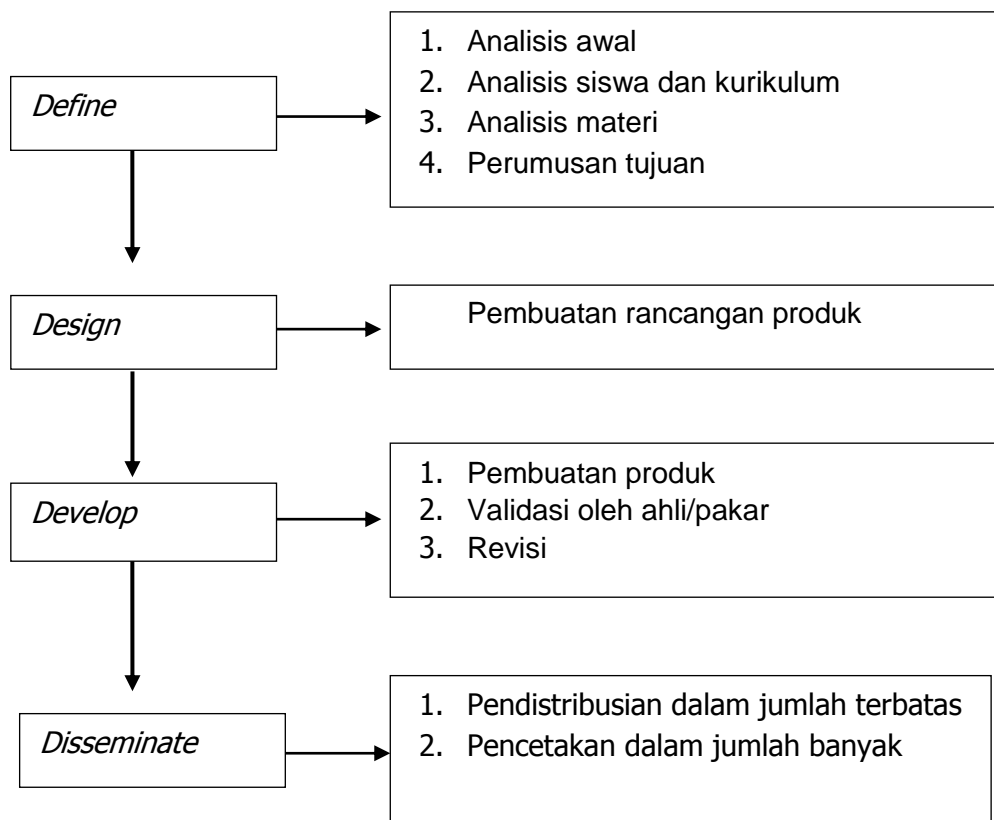 Define
1. Analisis awal
2. Analisis siswa dan kurikulum
3. Analisis materi
4. Perumusan tujuan
Design
Pembuatan rancangan produk
Develop
1. Pembuatan produk
2. Validasi oleh ahli/pakar
3. Revisi
Disseminate
1. Pendistribusian dalam jumlah terbatas
2. Pencetakan dalam jumlah banyak